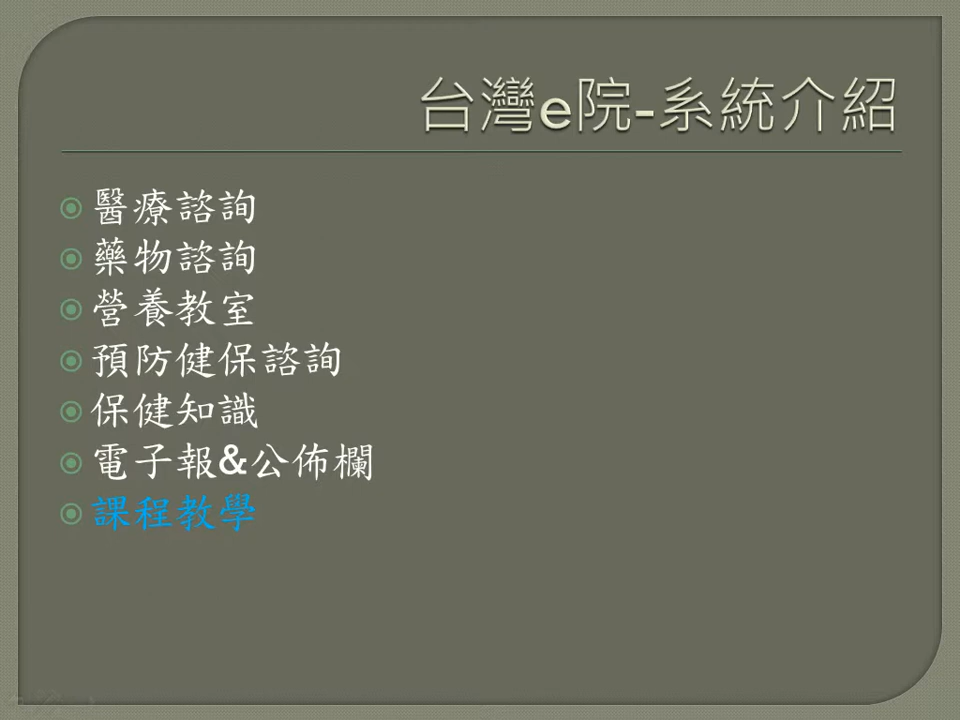 台灣e院-系統介紹
醫療諮詢
藥物諮詢
營養教室
預防健保諮詢
保健知識
電子報&公佈欄
課程教學